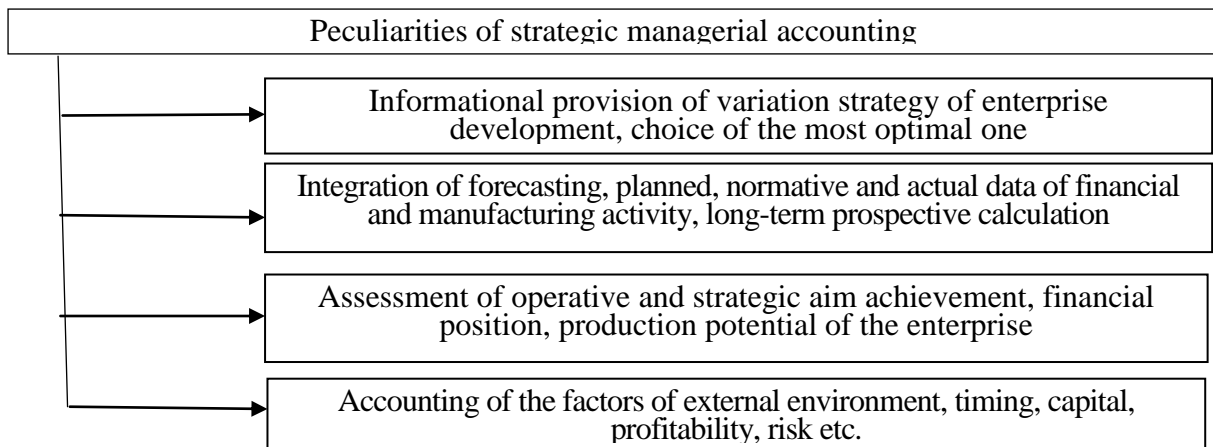 Peculiarities of strategic managerial accounting
Informational provision of variation strategy of enterprise
development, choice of the most optimal one
Integration of forecasting, planned, normative and actual data of financial
and manufacturing activity, long-term prospective calculation
Assessment of operative and strategic aim achievement, financial
position, production potential of the enterprise
Accounting of the factors of external environment, timing, capital,
profitability, risk etc.